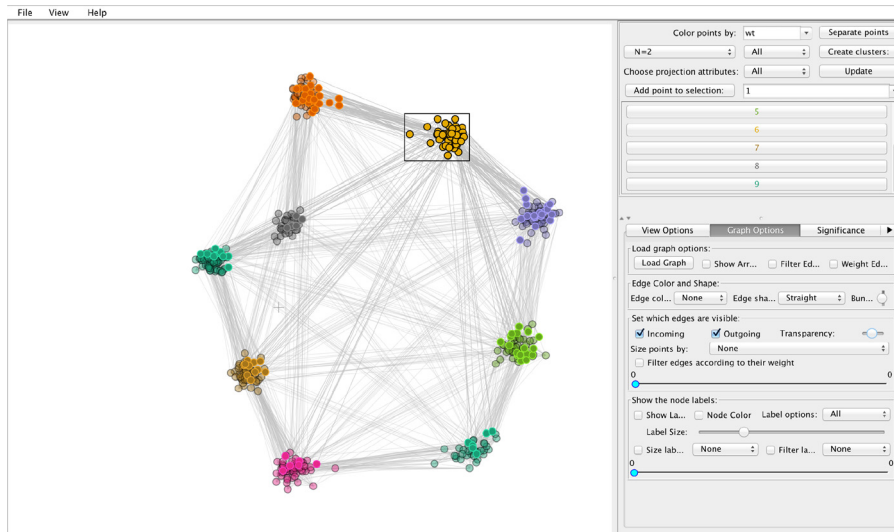 File View Help
Color points by: wt Separate points
N=2 All Create clusters:
Choose projection attributes: All Update
Add point to selection: 1
5
6
7
8
9
View Options Graph Options Significance
Load graph options:
Load Graph Show Arr... Filter Ed... Weight Ed...
Edge Color and Shape:
Edge col... None Edge sha... Straight Bun...
Set which edges are visible:
Incoming Outgoing Transparency:
Size points by: None
Filter edges according to their weight
0 0
Show the node labels:
Show La... Node Color Label options: All
Label Size:
Size lab... None Filter la... None
0 0